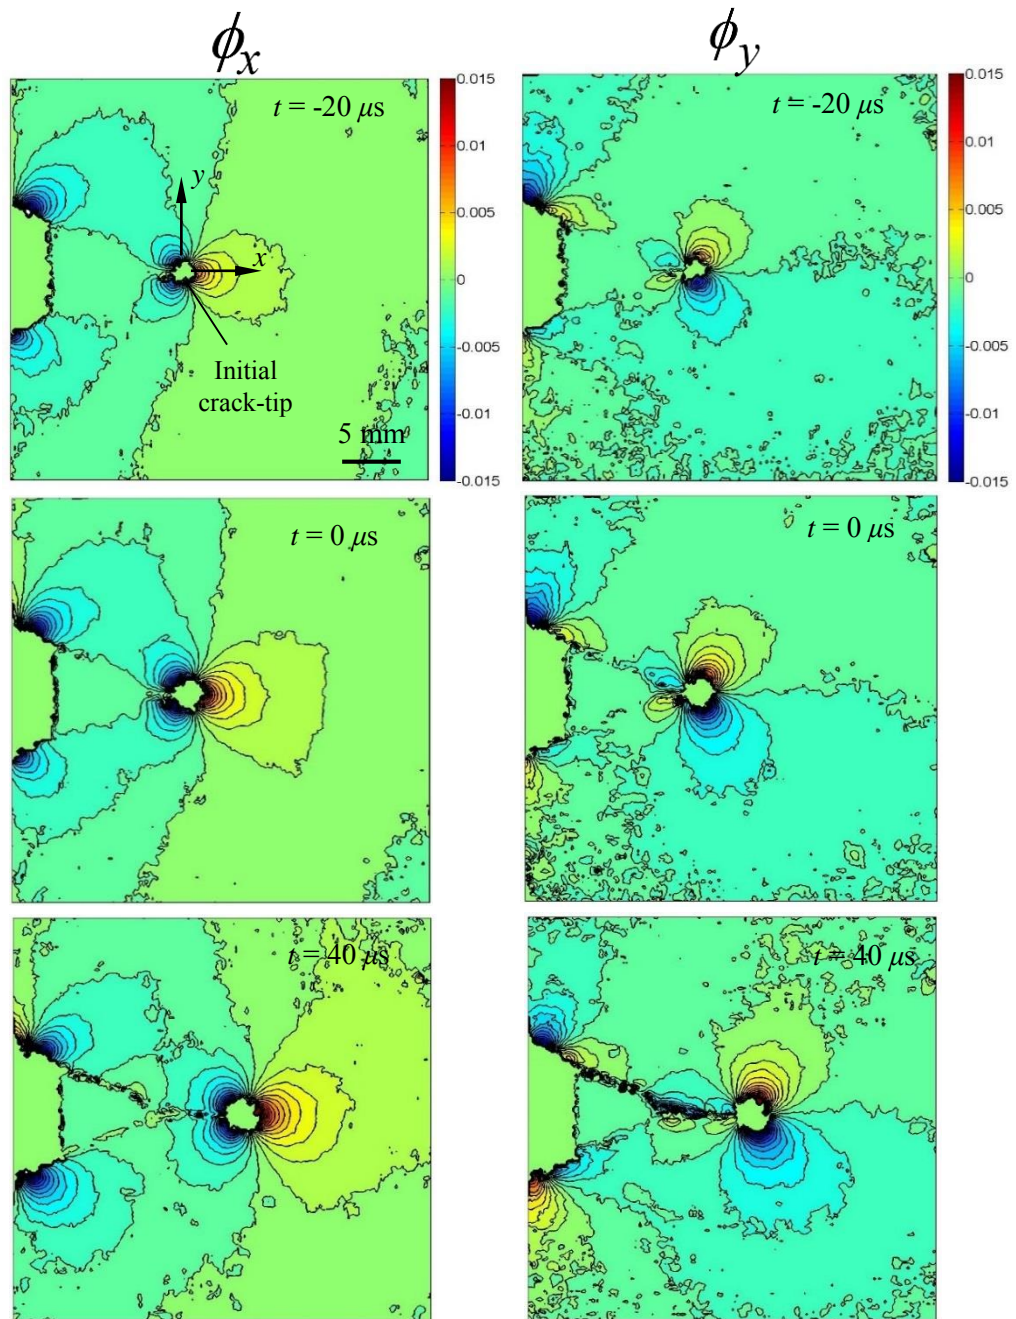 ϕx
ϕy
t = -20 μs
0.015
0.01
0.005
0
-0.005
-0.01
-0.015
y
x
Initial
crack-tip
5 mm
t = -20 μs
0.015
0.01
0.005
0
-0.005
-0.01
-0.015
t = 0 μs
t = 0 μs
t = 40 μs
t = 40 μs